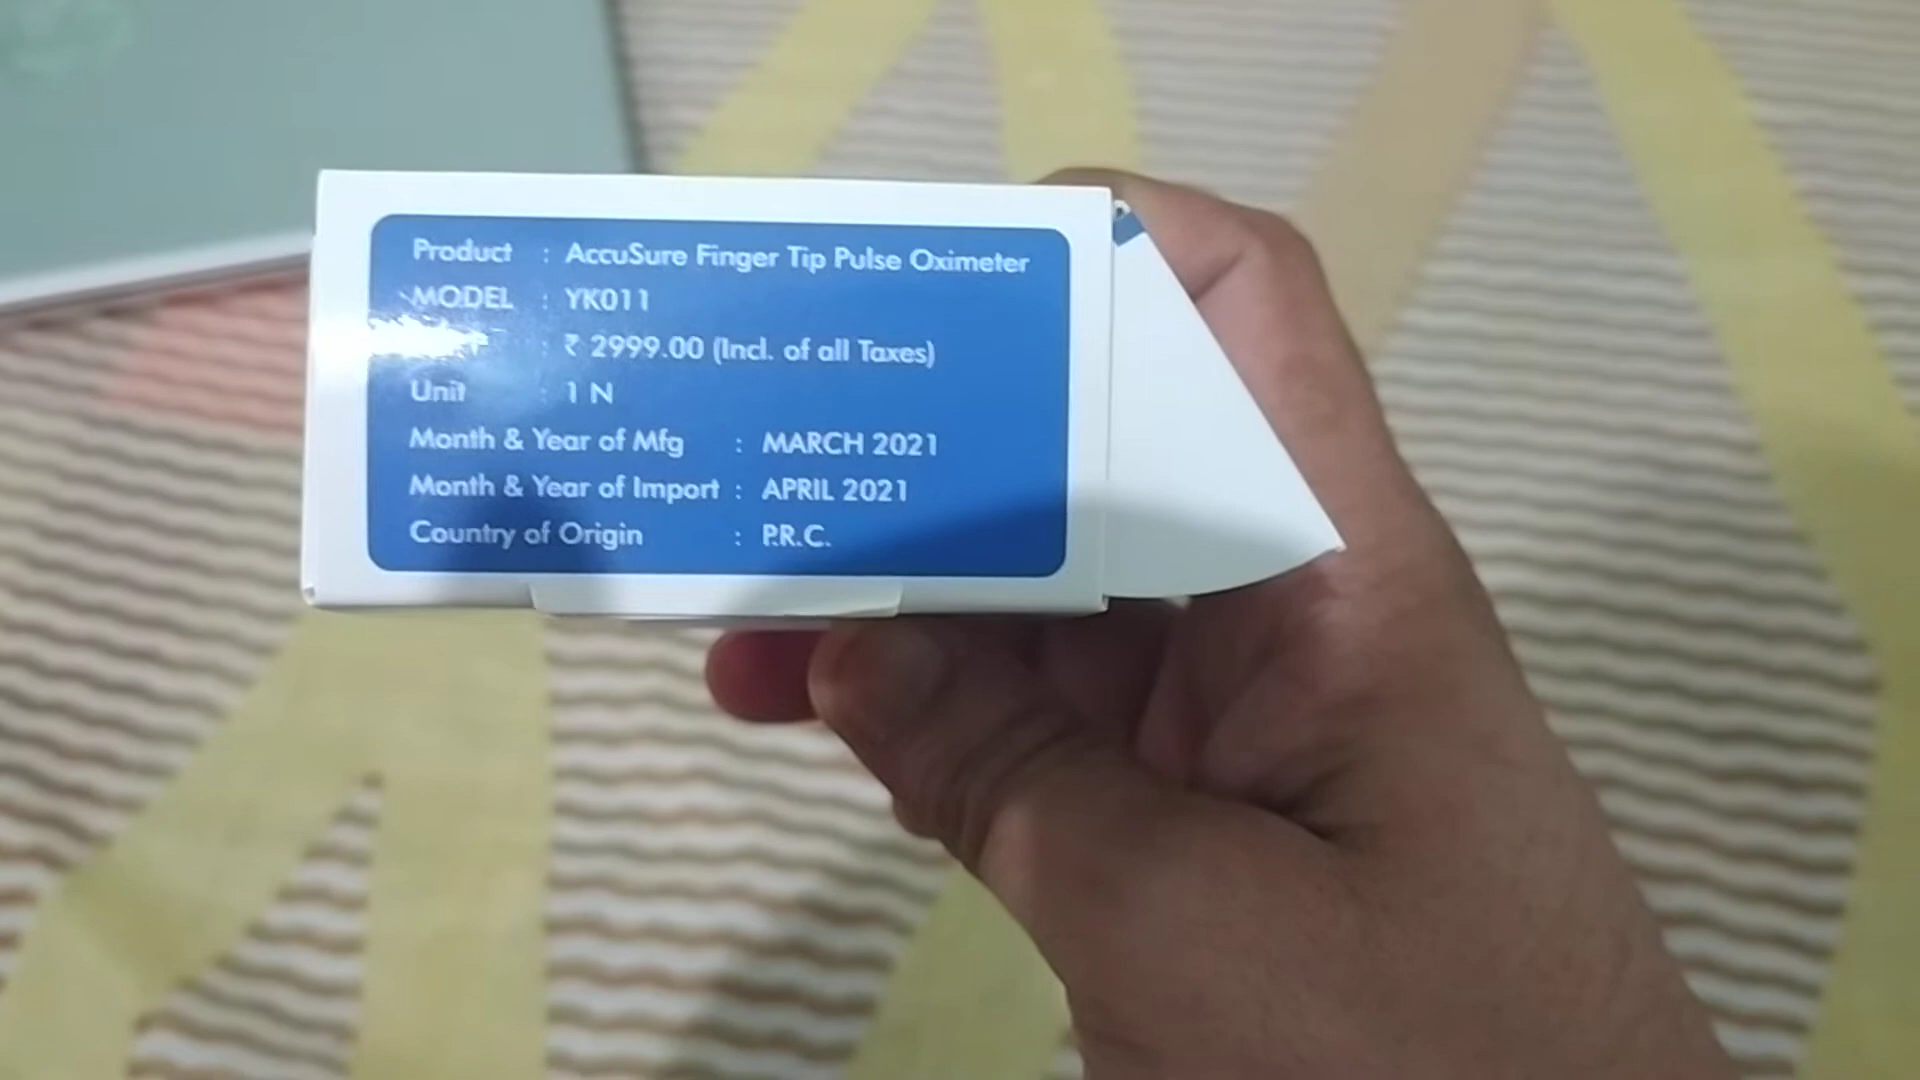 Product : AccuSure Finger Tip Pulse Oximeter
MODEL : YK011
: ₹ 2999.00 (Incl. of all Taxes)
Unit : 1 N
Month & Year of Mfg : MARCH 2021
Month & Year of Import : APRIL 2021
Country of Origin : P.R.C.